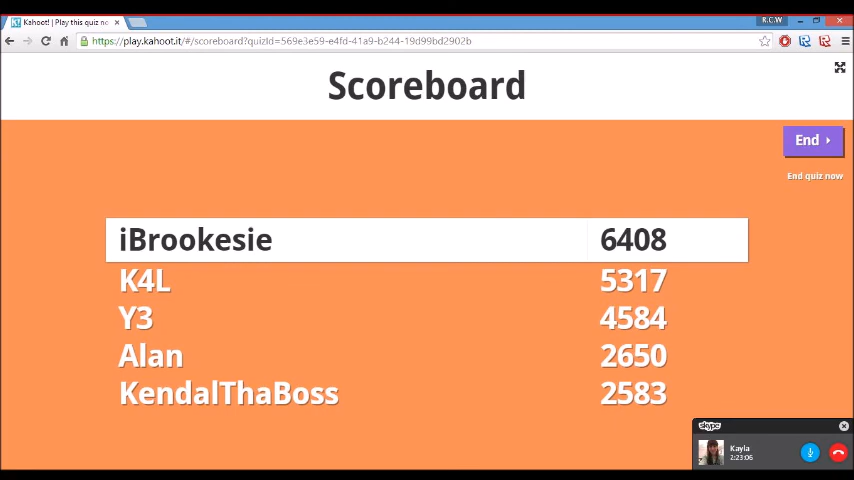 Kahoot! | Play this quiz no
R.C.W
https://play.kahoot.it/#/scoreboard?quizId=569e3e59-e4fd-41a9-b244-19d99bd2902b
Scoreboard
End
End quiz now
iBrookesie 6408
K4L 5317
Y3 4584
Alan 2650
KendalThaBoss 2583
skype
Kayla
2:23:06